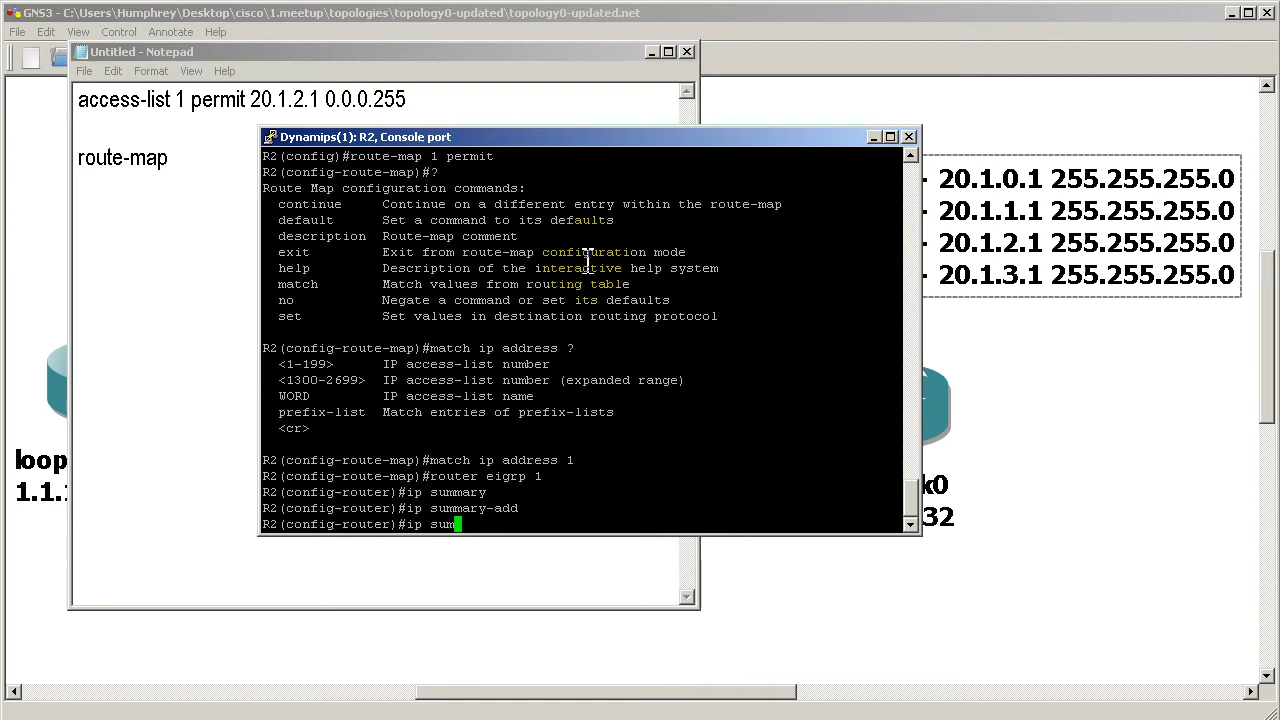 GNS3 - C:\Users\Humphrey\Desktop\cisco\1.meetup\topologies\topology0-updated\topology0-updated.net
File Edit View Control Annotate Help
Untitled - Notepad
File Edit Format View Help
access-list 1 permit 20.1.2.1 0.0.0.255
route-map
Dynamips(1): R2, Console port
R2(config)#route-map 1 permit
R2(config-route-map)#?
Route Map configuration commands:
continue Continue on a different entry within the route-map
default Set a command to its defaults
description Route-map comment
exit Exit from route-map configuration mode
help Description of the interactive help system
match Match values from routing table
no Negate a command or set its defaults
set Set values in destination routing protocol
R2(config-route-map)#match ip address ?
<1-199> IP access-list number
<1300-2699> IP access-list number (expanded range)
WORD IP access-list name
prefix-list Match entries of prefix-lists
<cr>
R2(config-route-map)#match ip address 1
R2(config-route-map)#router eigrp 1
R2(config-router)#ip summary
R2(config-router)#ip summary-add
R2(config-router)#ip sum
- 20.1.0.1 255.255.255.0
- 20.1.1.1 255.255.255.0
- 20.1.2.1 255.255.255.0
- 20.1.3.1 255.255.255.0
loop
1.1.1
k0
32